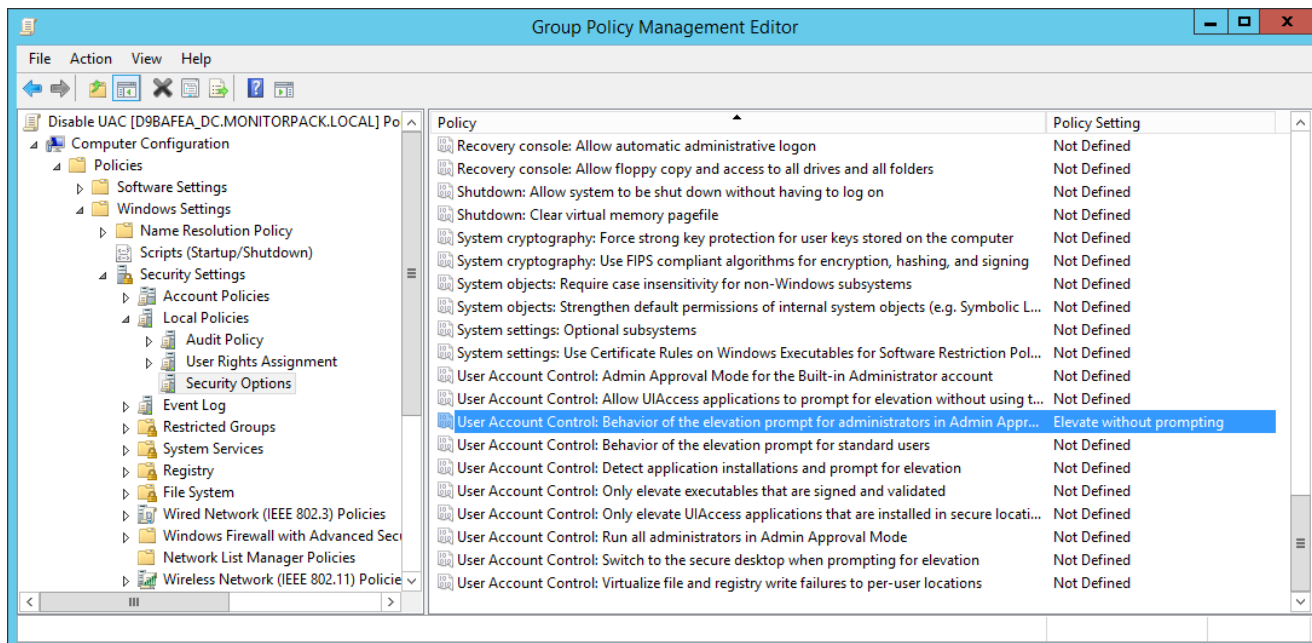 Group Policy Management Editor
File Action View Help
Disable UAC [D9BAFEA_DC.MONITORPACK.LOCAL] Po
Computer Configuration
Policies
Software Settings
Windows Settings
Name Resolution Policy
Scripts (Startup/Shutdown)
Security Settings
Account Policies
Local Policies
Audit Policy
User Rights Assignment
Security Options
Event Log
Restricted Groups
System Services
Registry
File System
Wired Network (IEEE 802.3) Policies
Windows Firewall with Advanced Secu
Network List Manager Policies
Wireless Network (IEEE 802.11) Policie
Policy Policy Setting
Recovery console: Allow automatic administrative logon Not Defined
Recovery console: Allow floppy copy and access to all drives and all folders Not Defined
Shutdown: Allow system to be shut down without having to log on Not Defined
Shutdown: Clear virtual memory pagefile Not Defined
System cryptography: Force strong key protection for user keys stored on the computer Not Defined
System cryptography: Use FIPS compliant algorithms for encryption, hashing, and signing Not Defined
System objects: Require case insensitivity for non-Windows subsystems Not Defined
System objects: Strengthen default permissions of internal system objects (e.g. Symbolic L... Not Defined
System settings: Optional subsystems Not Defined
System settings: Use Certificate Rules on Windows Executables for Software Restriction Pol... Not Defined
User Account Control: Admin Approval Mode for the Built-in Administrator account Not Defined
User Account Control: Allow UIAccess applications to prompt for elevation without using t... Not Defined
User Account Control: Behavior of the elevation prompt for administrators in Admin Appr... Elevate without prompting
User Account Control: Behavior of the elevation prompt for standard users Not Defined
User Account Control: Detect application installations and prompt for elevation Not Defined
User Account Control: Only elevate executables that are signed and validated Not Defined
User Account Control: Only elevate UIAccess applications that are installed in secure locati... Not Defined
User Account Control: Run all administrators in Admin Approval Mode Not Defined
User Account Control: Switch to the secure desktop when prompting for elevation Not Defined
User Account Control: Virtualize file and registry write failures to per-user locations Not Defined